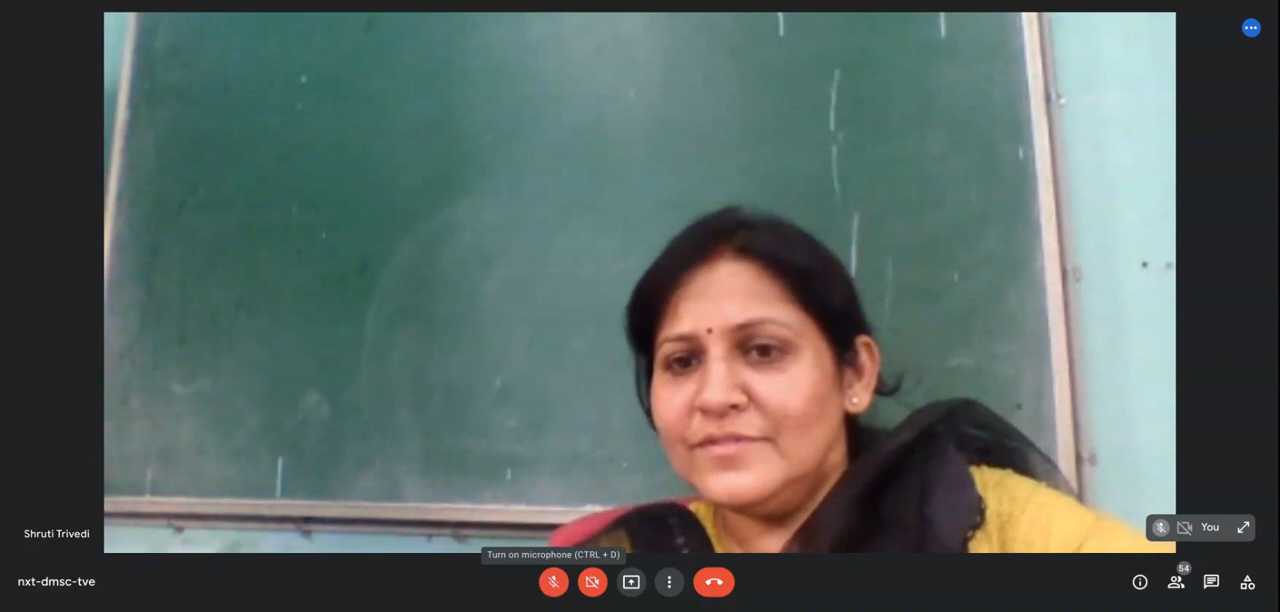 Shruti Trivedi
You
Turn on microphone (CTRL + D)
nxt-dmsc-tve
54